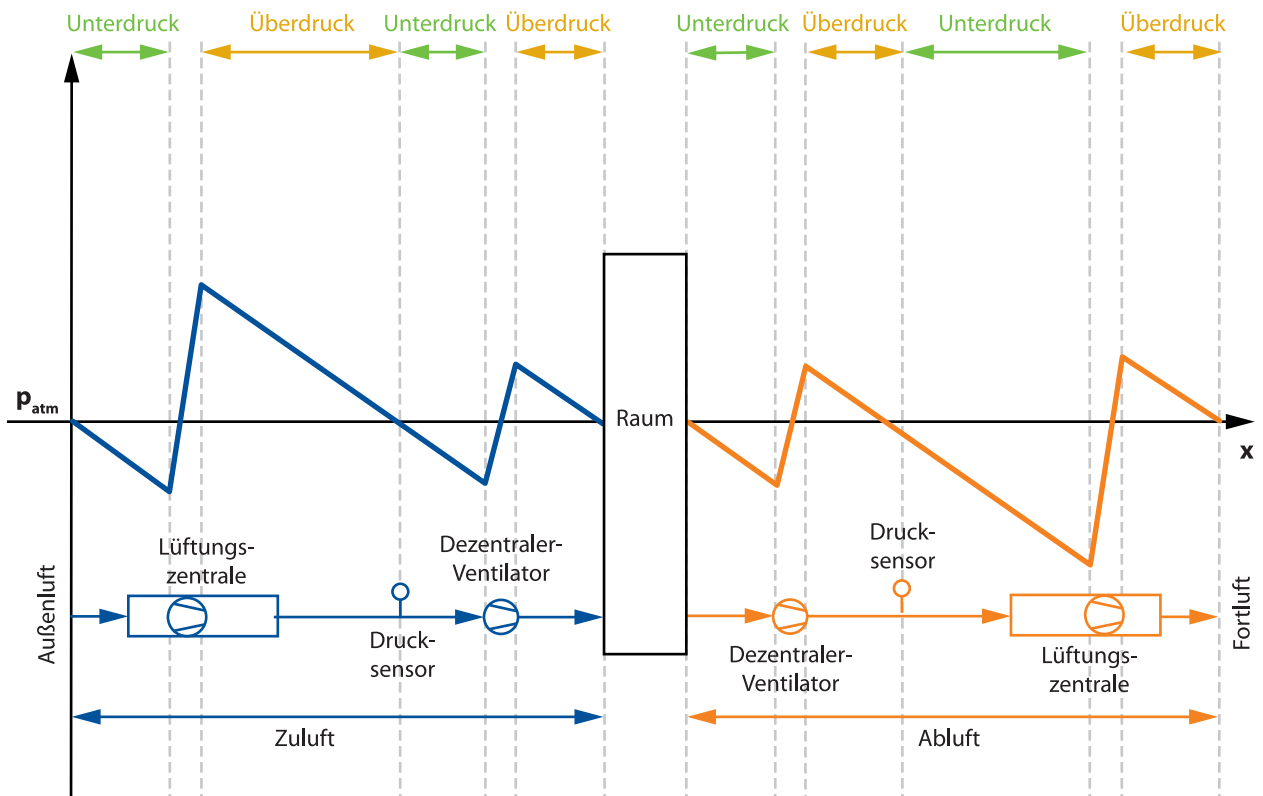 Unterdruck
Überdruck
Unterdruck
Überdruck
Unterdruck
Überdruck
Unterdruck
Überdruck
p_atm
Raum
x
Außenluft
Lüftungs-
zentrale
Druck-
sensor
Dezentraler-
Ventilator
Dezentraler-
Ventilator
Druck-
sensor
Lüftungs-
zentrale
Fortluft
Zuluft
Abluft